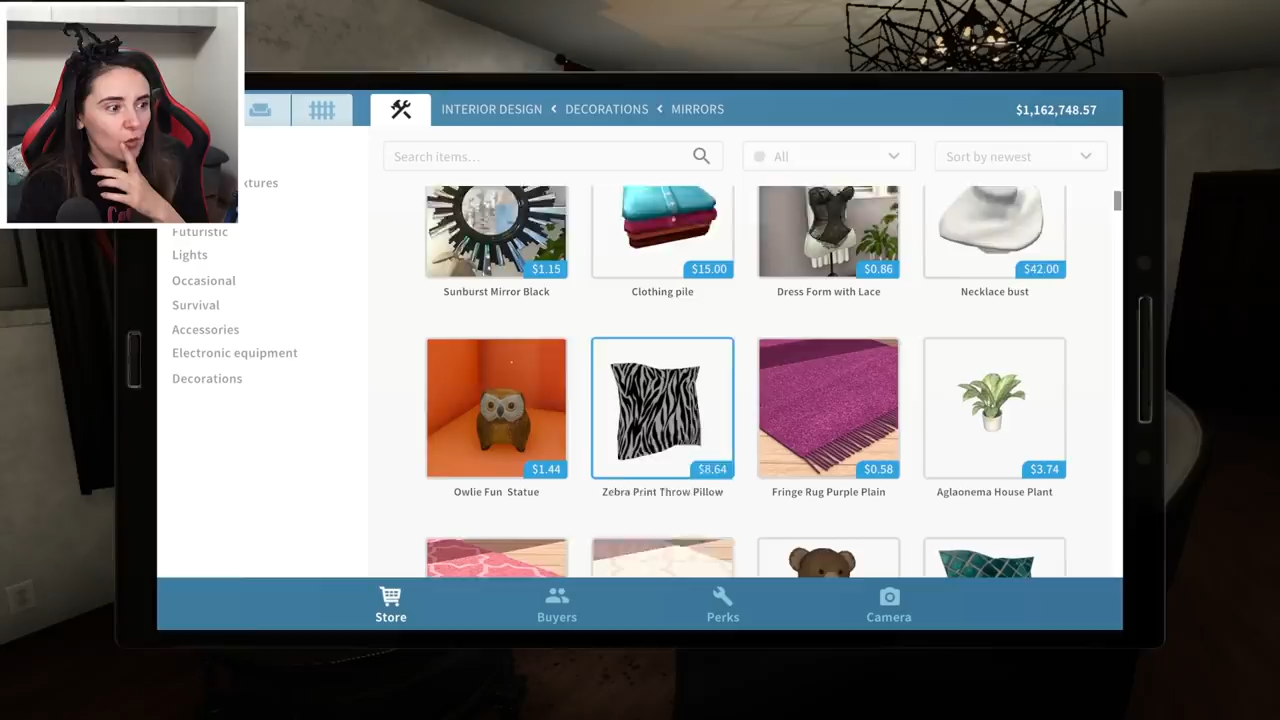 INTERIOR DESIGN < DECORATIONS < MIRRORS
$1,162,748.57
Search items...
All
Sort by newest
xtures
Futuristic
Lights
Occasional
Survival
Accessories
Electronic equipment
Decorations
$1.15
$15.00
$0.86
$42.00
Sunburst Mirror Black
Clothing pile
Dress Form with Lace
Necklace bust
$1.44
$8.64
$0.58
$3.74
Owlie Fun Statue
Zebra Print Throw Pillow
Fringe Rug Purple Plain
Aglaonema House Plant
Store
Buyers
Perks
Camera